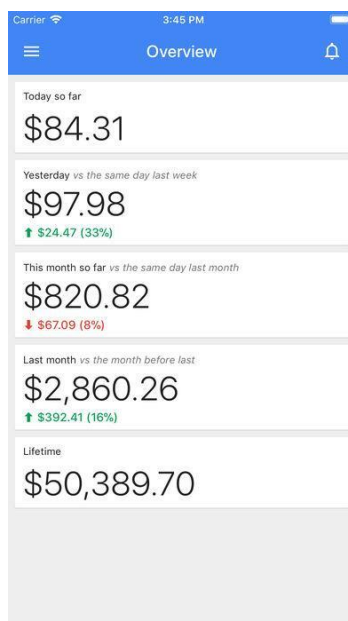 Carrier 3:45 PM
Overview
Today so far
$84.31
Yesterday vs the same day last week
$97.98
$24.47 (33%)
This month so far vs the same day last month
$820.82
$67.09 (8%)
Last month vs the month before last
$2,860.26
$392.41 (16%)
Lifetime
$50,389.70